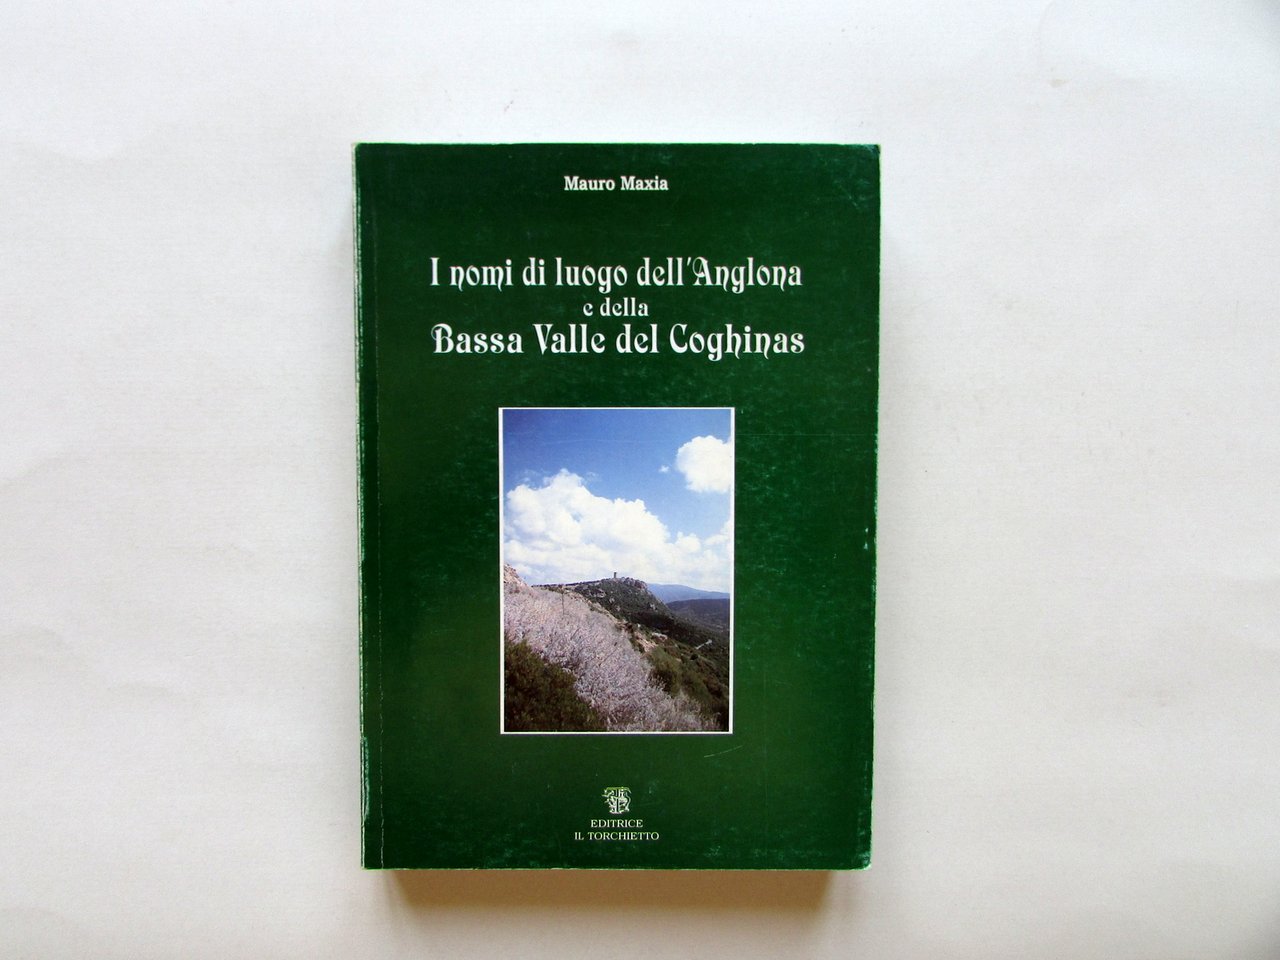 Mauro Maxia
I nomi di luogo dell'Anglona
e della
Bassa Valle del Coghinas
EDITRICE
IL TORCHIETTO